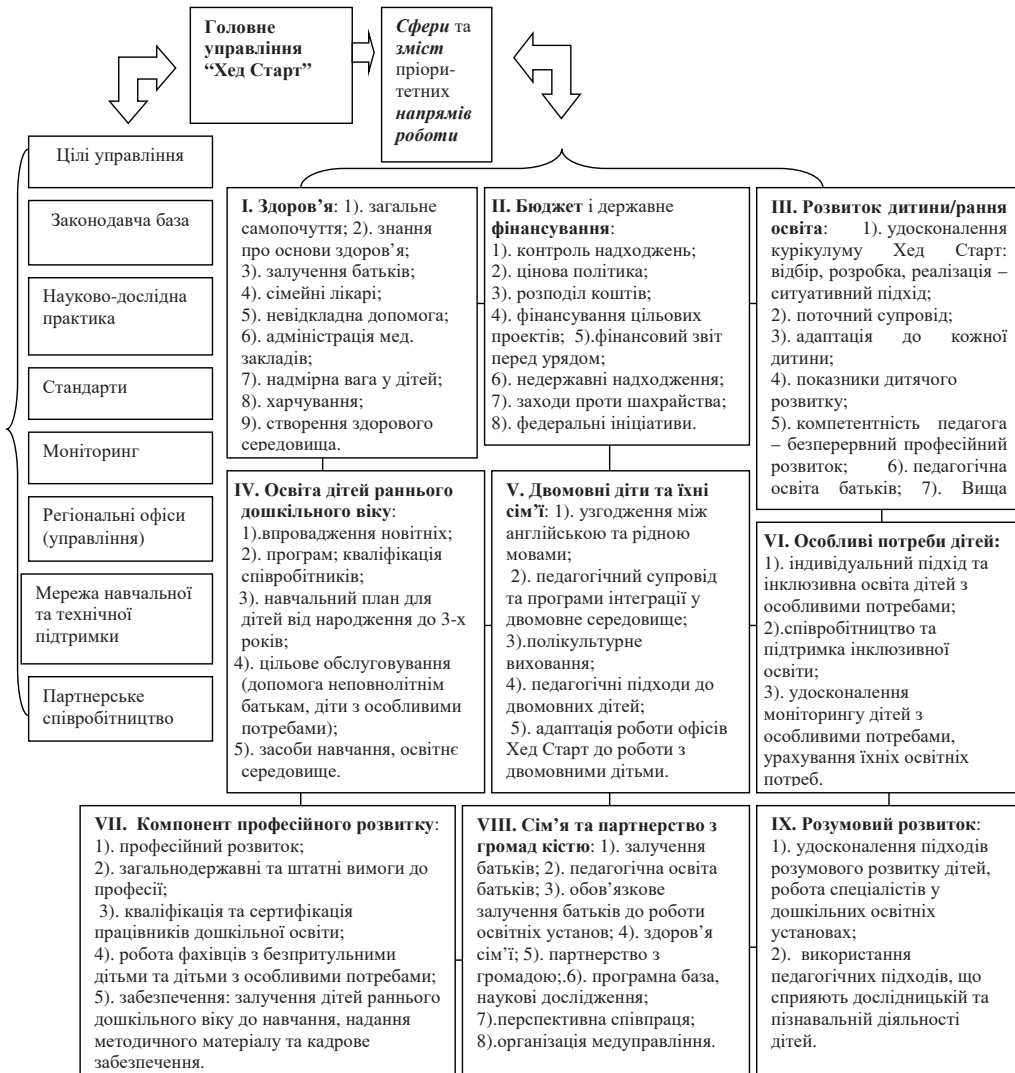 Головне
управління
“Хед Старт”
Сфери та
зміст
пріори-
тетних
напрямів
роботи
Цілі управління
Законодавча база
Науково-дослідна
практика
Стандарти
Моніторинг
Регіональні офіси
(управління)
Мережа навчальної
та технічної
підтримки
Партнерське
співробітництво
І. Здоров’я: 1). загальне
самопочуття; 2). знання
про основи здоров’я;
3). залучення батьків;
4). сімейні лікарі;
5). невідкладна допомога;
6). адміністрація мед.
закладів;
7). надмірна вага у дітей;
8). харчування;
9). створення здорового
середовища.
ІІ. Бюджет і державне
фінансування:
1). контроль надходжень;
2). цінова політика;
3). розподіл коштів;
4). фінансування цільових
проектів; 5).фінансовий звіт
перед урядом;
6). недержавні надходження;
7). заходи проти шахрайства;
8). федеральні ініціативи.
ІІІ. Розвиток дитини/рання
освіта: 1). удосконалення
курікулуму Хед Старт:
відбір, розробка, реалізація –
ситуативний підхід;
2). поточний супровід;
3). адаптація до кожної
дитини;
4). показники дитячого
розвитку;
5). компетентність педагога
– безперервний професійний
розвиток; 6). педагогічна
освіта батьків; 7). Вища
IV. Освіта дітей раннього
дошкільного віку:
1).впровадження новітніх;
2). програм; кваліфікація
співробітників;
3). навчальний план для
дітей від народження до 3-х
років;
4). цільове обслуговування
(допомога неповнолітнім
батькам, діти з особливими
потребами);
5). засоби навчання, освітнє
середовище.
V. Двомовні діти та їхні
сім’ї: 1). узгодження між
англійською та рідною
мовами;
2). педагогічний супровід
та програми інтеграції у
двомовне середовище;
3).полікультурне
виховання;
4). педагогічні підходи до
двомовних дітей;
5). адаптація роботи офісів
Хед Старт до роботи з
двомовними дітьми.
VI. Особливі потреби дітей:
1). індивідуальний підхід та
інклюзивна освіта дітей з
особливими потребами;
2).співробітництво та
підтримка інклюзивної
освіти;
3). удосконалення
моніторингу дітей з
особливими потребами,
урахування їхніх освітніх
потреб.
VII. Компонент професійного розвитку:
1). професійний розвиток;
2). загальнодержавні та штатні вимоги до
професії;
3). кваліфікація та сертифікація
працівників дошкільної освіти;
4). робота фахівців з безпритульними
дітьми та дітьми з особливими потребами;
5). забезпечення: залучення дітей раннього
дошкільного віку до навчання, надання
методичного матеріалу та кадрове
забезпечення.
VIII. Сім’я та партнерство з
громад кістю: 1). залучення
батьків; 2). педагогічна освіта
батьків; 3). обов’язкове
залучення батьків до роботи
освітніх установ; 4). здоров’я
сім’ї; 5). партнерство з
громадою;.6). програмна база,
наукові дослідження;
7).перспективна співпраця;
8).організація медуправління.
IX. Розумовий розвиток:
1). удосконалення підходів
розумового розвитку дітей,
робота спеціалістів у
дошкільних освітніх
установах;
2). використання
педагогічних підходів, що
сприяють дослідницькій та
пізнавальній діяльності
дітей.